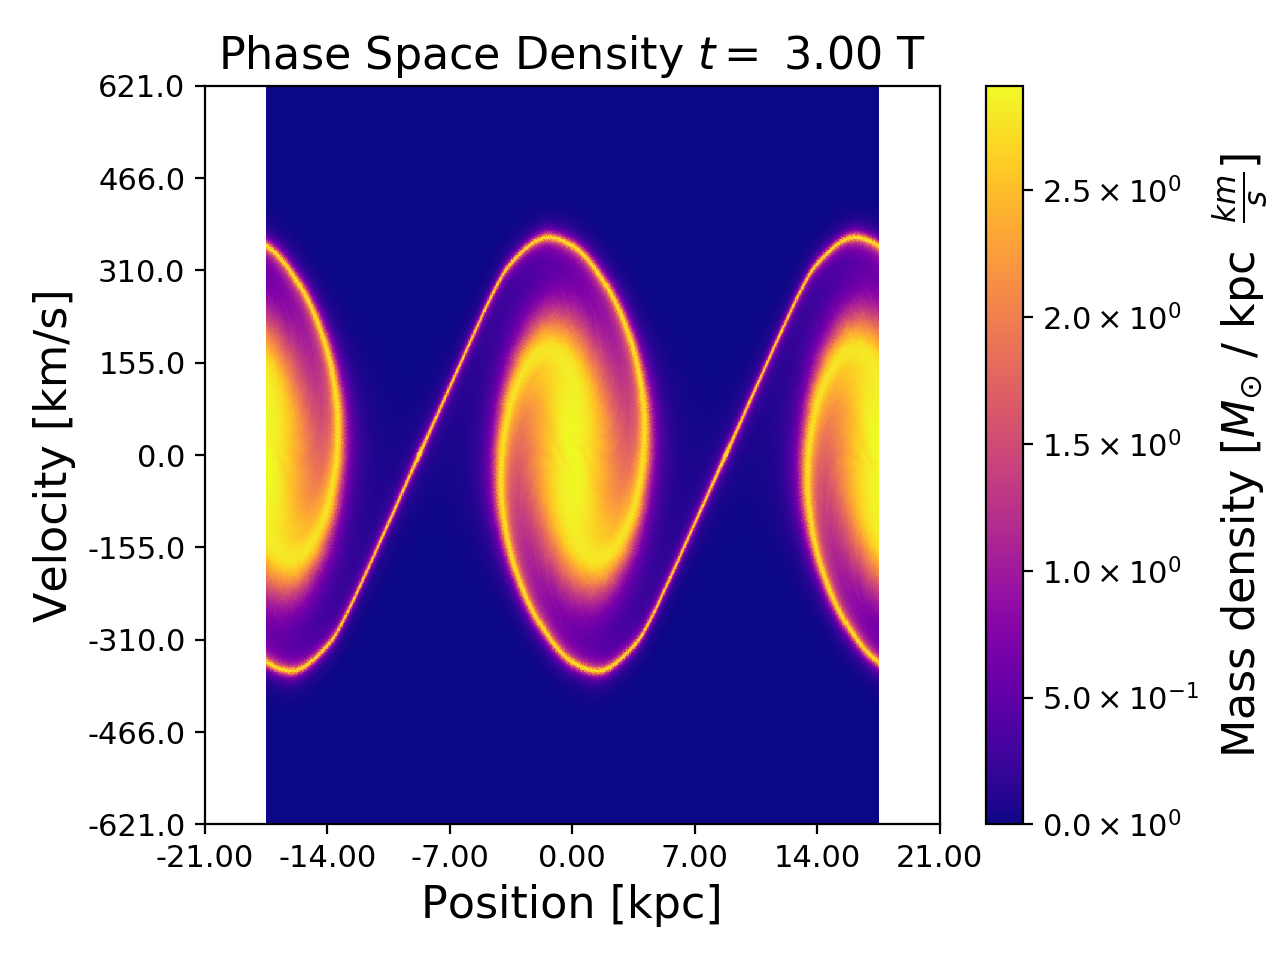 Phase Space Density t = 3.00 T
621.0
466.0
310.0
155.0
0.0
-155.0
-310.0
-466.0
-621.0
Velocity [km/s]
-21.00 -14.00 -7.00 0.00 7.00 14.00 21.00
Position [kpc]
2.5 × 10⁰
2.0 × 10⁰
1.5 × 10⁰
1.0 × 10⁰
5.0 × 10⁻¹
0.0 × 10⁰
Mass density [M☉ / kpc km/s ]